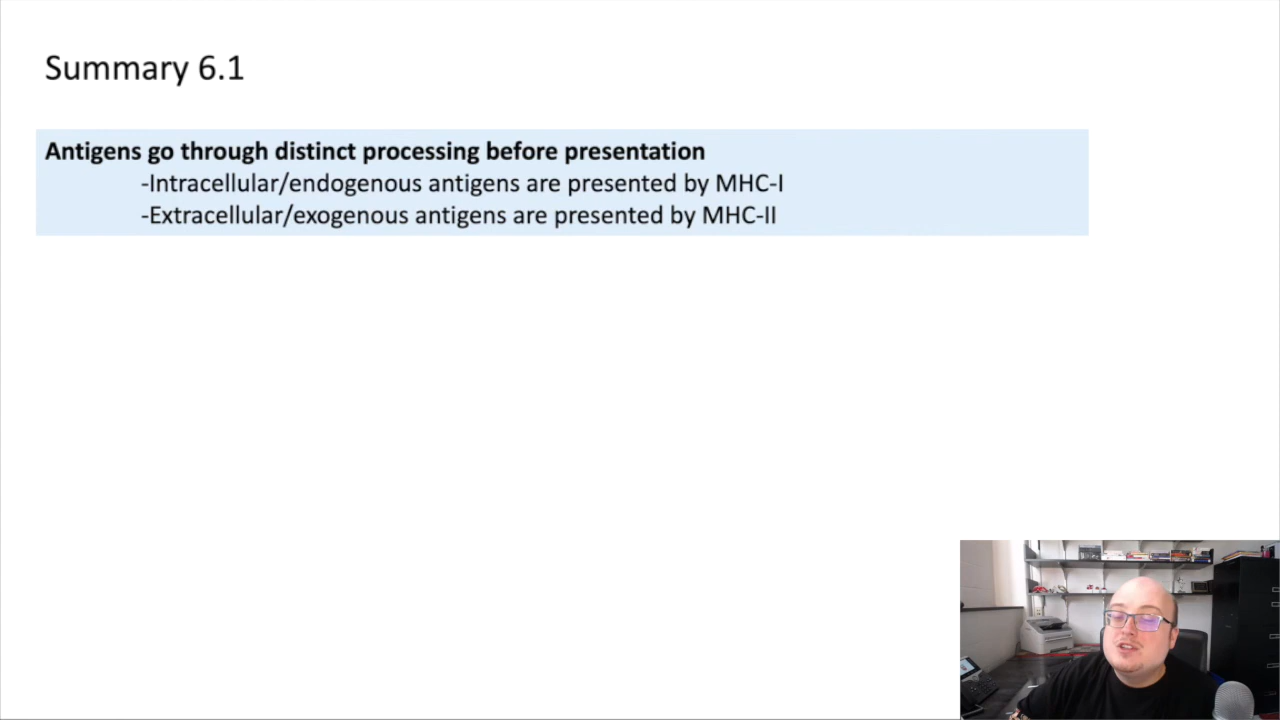 Summary 6.1
Antigens go through distinct processing before presentation
-Intracellular/endogenous antigens are presented by MHC-I
-Extracellular/exogenous antigens are presented by MHC-II